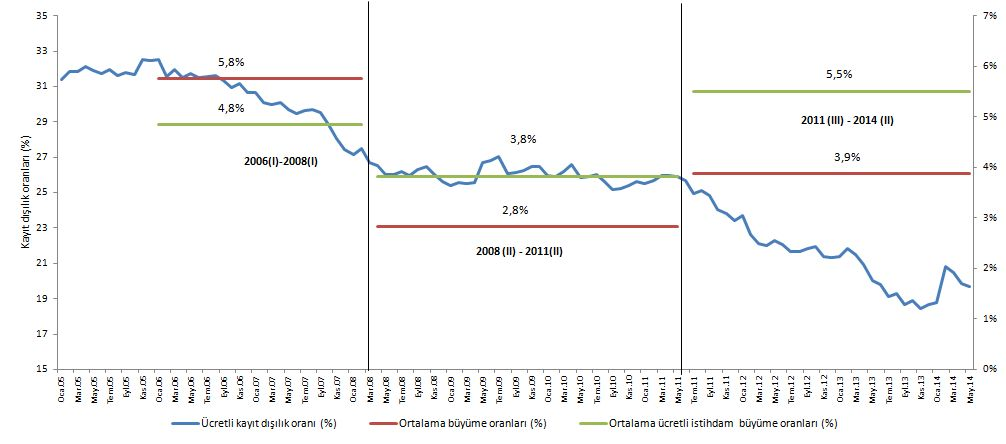 35
33
31
29
27
25
23
21
19
17
15
Kayıt dışılık oranları (%)
7%
6%
5%
4%
3%
2%
1%
0%
5,8%
4,8%
2006(I)-2008(I)
3,8%
2,8%
2008 (II) - 2011(II)
5,5%
2011 (III) - 2014 (II)
3,9%
Oca.05
Mar.05
May.05
Tem.05
Eyl.05
Kas.05
Oca.06
Mar.06
May.06
Tem.06
Eyl.06
Kas.06
Oca.07
Mar.07
May.07
Tem.07
Eyl.07
Kas.07
Oca.08
Mar.08
May.08
Tem.08
Eyl.08
Kas.08
Oca.09
Mar.09
May.09
Tem.09
Eyl.09
Kas.09
Oca.10
Mar.10
May.10
Tem.10
Eyl.10
Kas.10
Oca.11
Mar.11
May.11
Tem.11
Eyl.11
Kas.11
Oca.12
Mar.12
May.12
Tem.12
Eyl.12
Kas.12
Oca.13
Mar.13
May.13
Tem.13
Eyl.13
Kas.13
Oca.14
Mar.14
May.14
Ücretli kayıt dışılık oranı (%)
Ortalama büyüme oranları (%)
Ortalama ücretli istihdam büyüme oranları (%)